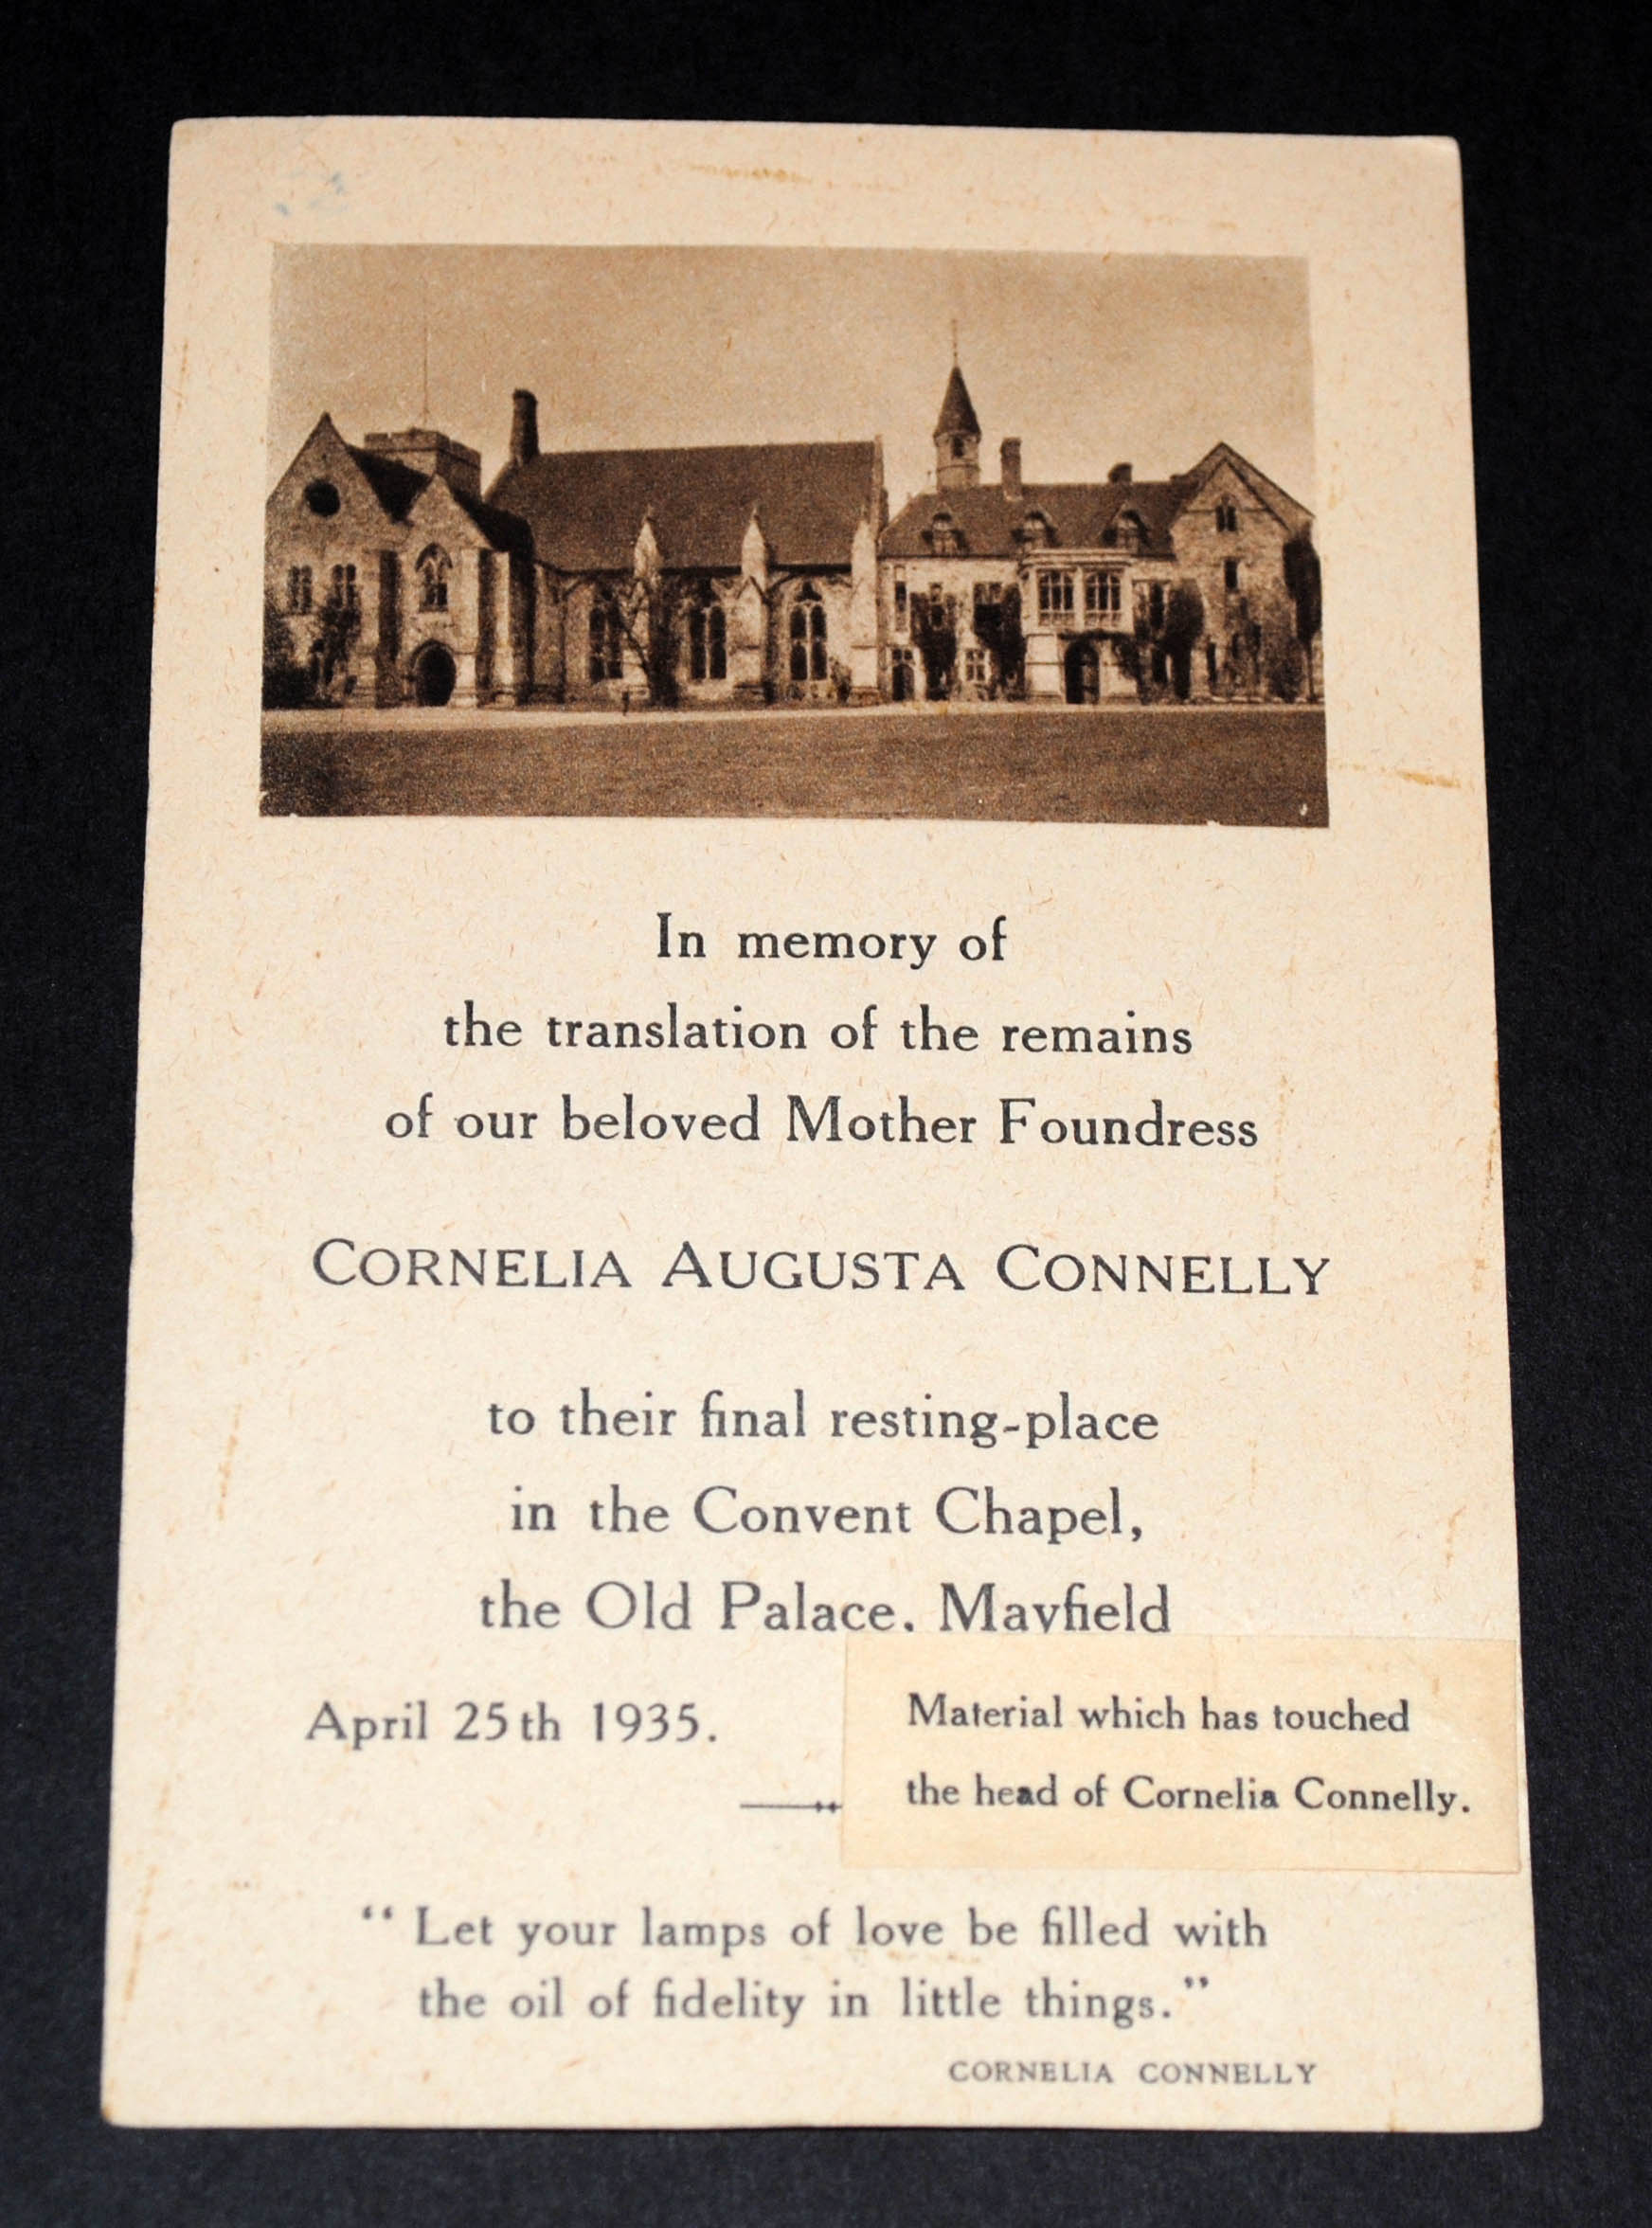 In memory of
the translation of the remains
of our beloved Mother Foundress
CORNELIA AUGUSTA CONNELLY
to their final resting-place
in the Convent Chapel,
the Old Palace, Mayfield
April 25th 1935.
Material which has touched
the head of Cornelia Connelly.
“ Let your lamps of love be filled with
the oil of fidelity in little things.”
CORNELIA CONNELLY